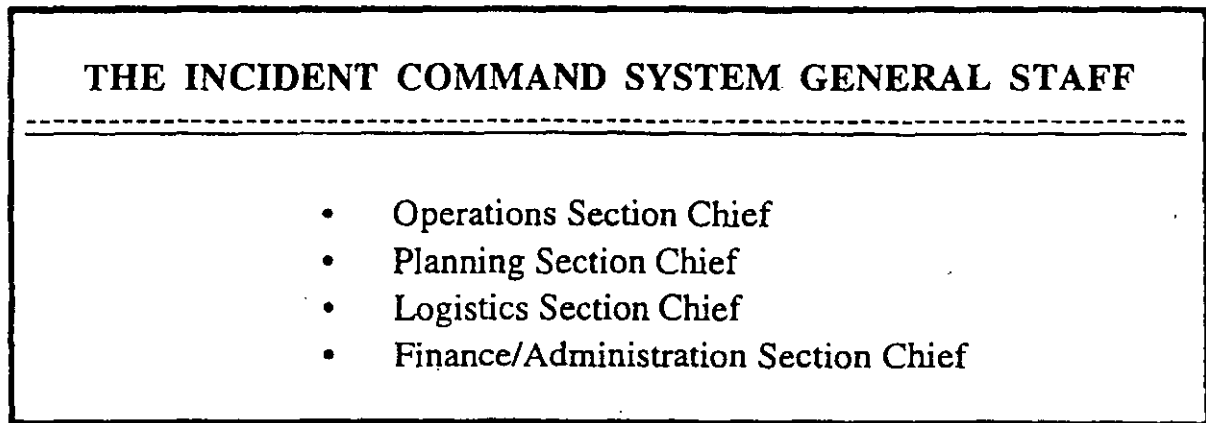 THE INCIDENT COMMAND SYSTEM GENERAL STAFF
• Operations Section Chief
• Planning Section Chief
• Logistics Section Chief
• Finance/Administration Section Chief